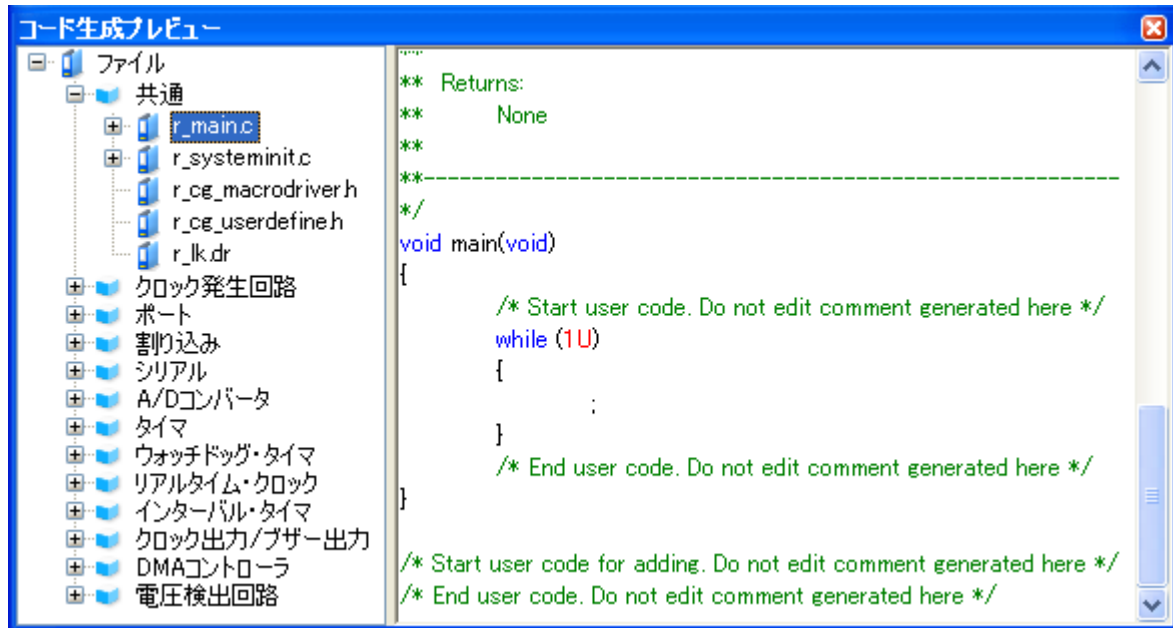 コード生成プレビュー
ファイル
共通
r_main.c
r_systeminit.c
r_cg_macrodriver.h
r_cg_userdefine.h
r_lk.dr
クロック発生回路
ポート
割り込み
シリアル
A/Dコンバータ
タイマ
ウォッチドッグ・タイマ
リアルタイム・クロック
インターバル・タイマ
クロック出力/ブザー出力
DMAコントローラ
電圧検出回路
** Returns:
** None
**
**----------------------------------------------------------
*/
void main(void)
{
/* Start user code. Do not edit comment generated here */
while (1U)
{
;
}
/* End user code. Do not edit comment generated here */
}
/* Start user code for adding. Do not edit comment generated here */
/* End user code. Do not edit comment generated here */